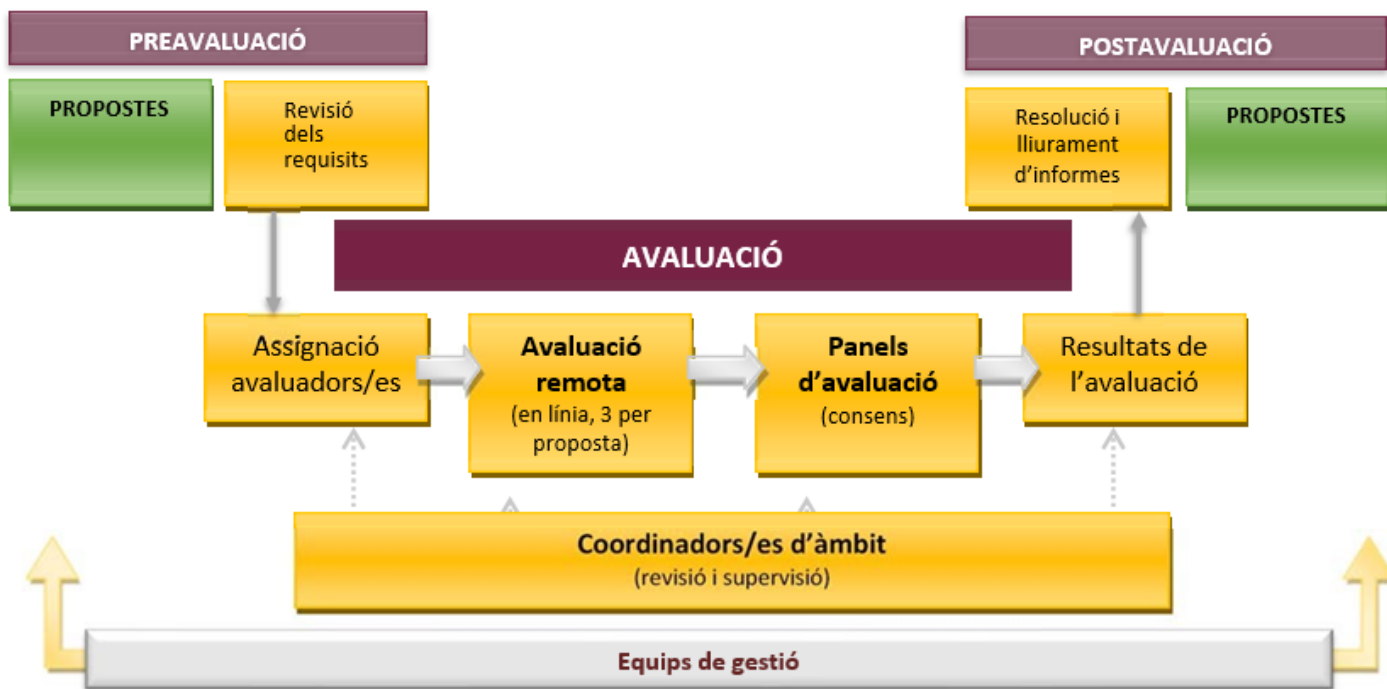 PREAVALUACIÓ
POSTAVALUACIÓ
PROPOSTES
Revisió
dels
requisits
Resolució i
lliurament
d’informes
PROPOSTES
AVALUACIÓ
Assignació
avaluadors/es
Avaluació
remota
(en línia, 3 per
proposta)
Panels
d’avaluació
(consens)
Resultats de
l’avaluació
Coordinadors/es d’àmbit
(revisió i supervisió)
Equips de gestió